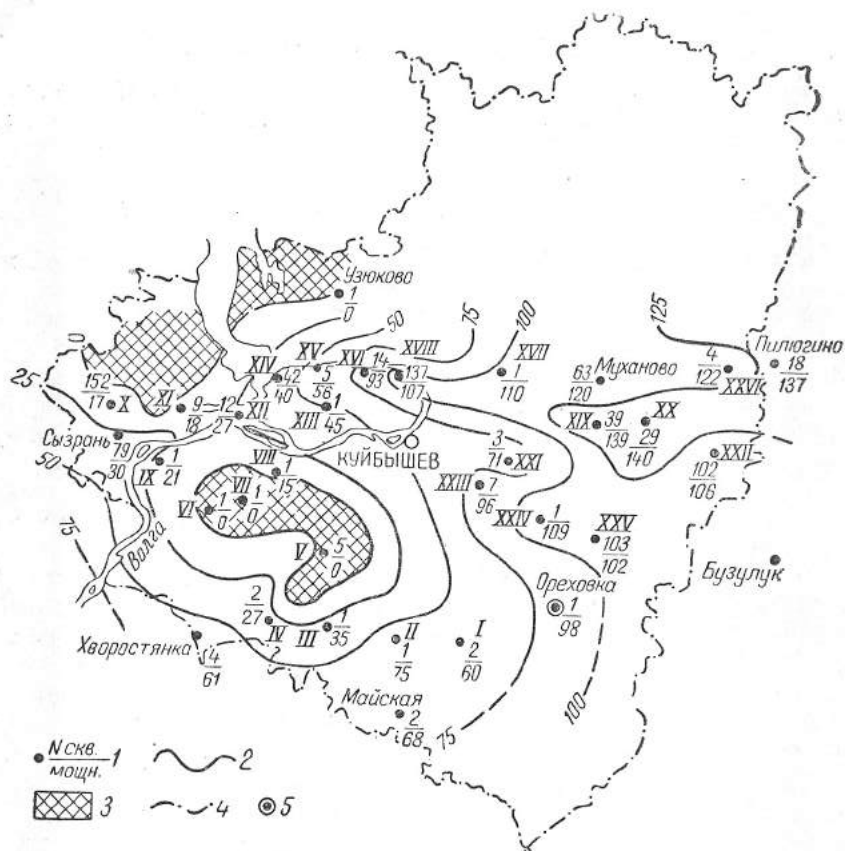 Узюково
1
0
75
100
50
125
XVIII
XV
XVI
14
93
137
107
XVII
1
110
4
122
XXVI
Пилюгино
18
137
Муханово
63
120
0
25
XIV
42
40
5
56
152
17
X
XI
9
18
12
27
XII
XIII
1
45
XIX
39
139
XX
29
140
Сызрань
79
30
КУЙБЫШЕВ
3
71
XXI
XXII
102
106
50
IX
1
21
VIII
1
15
XXIII
7
96
VII
1
0
VI
1
0
XXIV
1
109
XXV
103
102
75
Волга
V
5
0
Бузулук
Ореховка
1
98
2
27
IV
III
1
35
II
1
75
I
2
60
Хворостянка
14
61
Майская
2
68
75
100
N скв.
мощн.
1
2
3
4
5